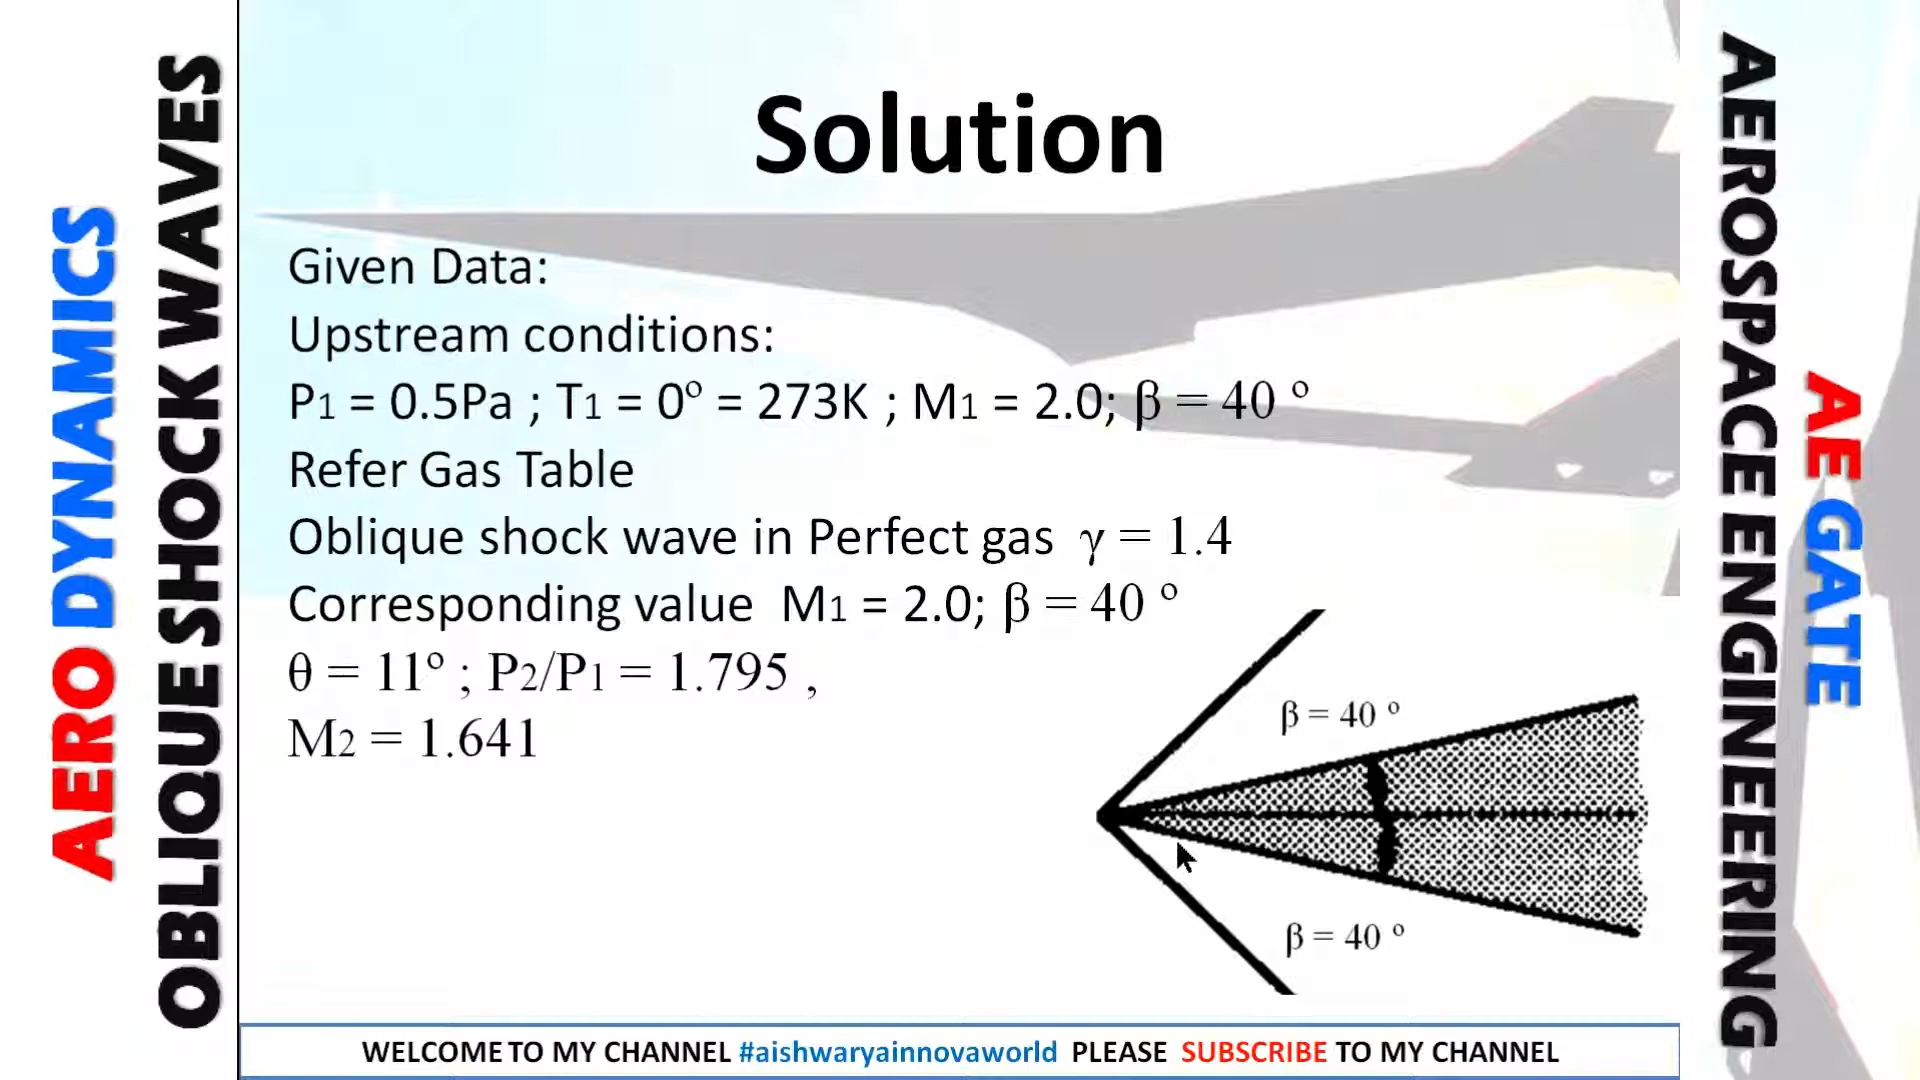 AERO DYNAMICS
OBLIQUE SHOCK WAVES
Solution
Given Data:
Upstream conditions:
P1 = 0.5Pa ; T1 = 0º = 273K ; M1 = 2.0; β = 40 º
Refer Gas Table
Oblique shock wave in Perfect gas γ = 1.4
Corresponding value M1 = 2.0; β = 40 º
θ = 11º ; P2/P1 = 1.795 ,
M2 = 1.641
β = 40 º
β = 40 º
AEROSPACE ENGINEERING
AE GATE
WELCOME TO MY CHANNEL #aishwaryainnovaworld PLEASE SUBSCRIBE TO MY CHANNEL